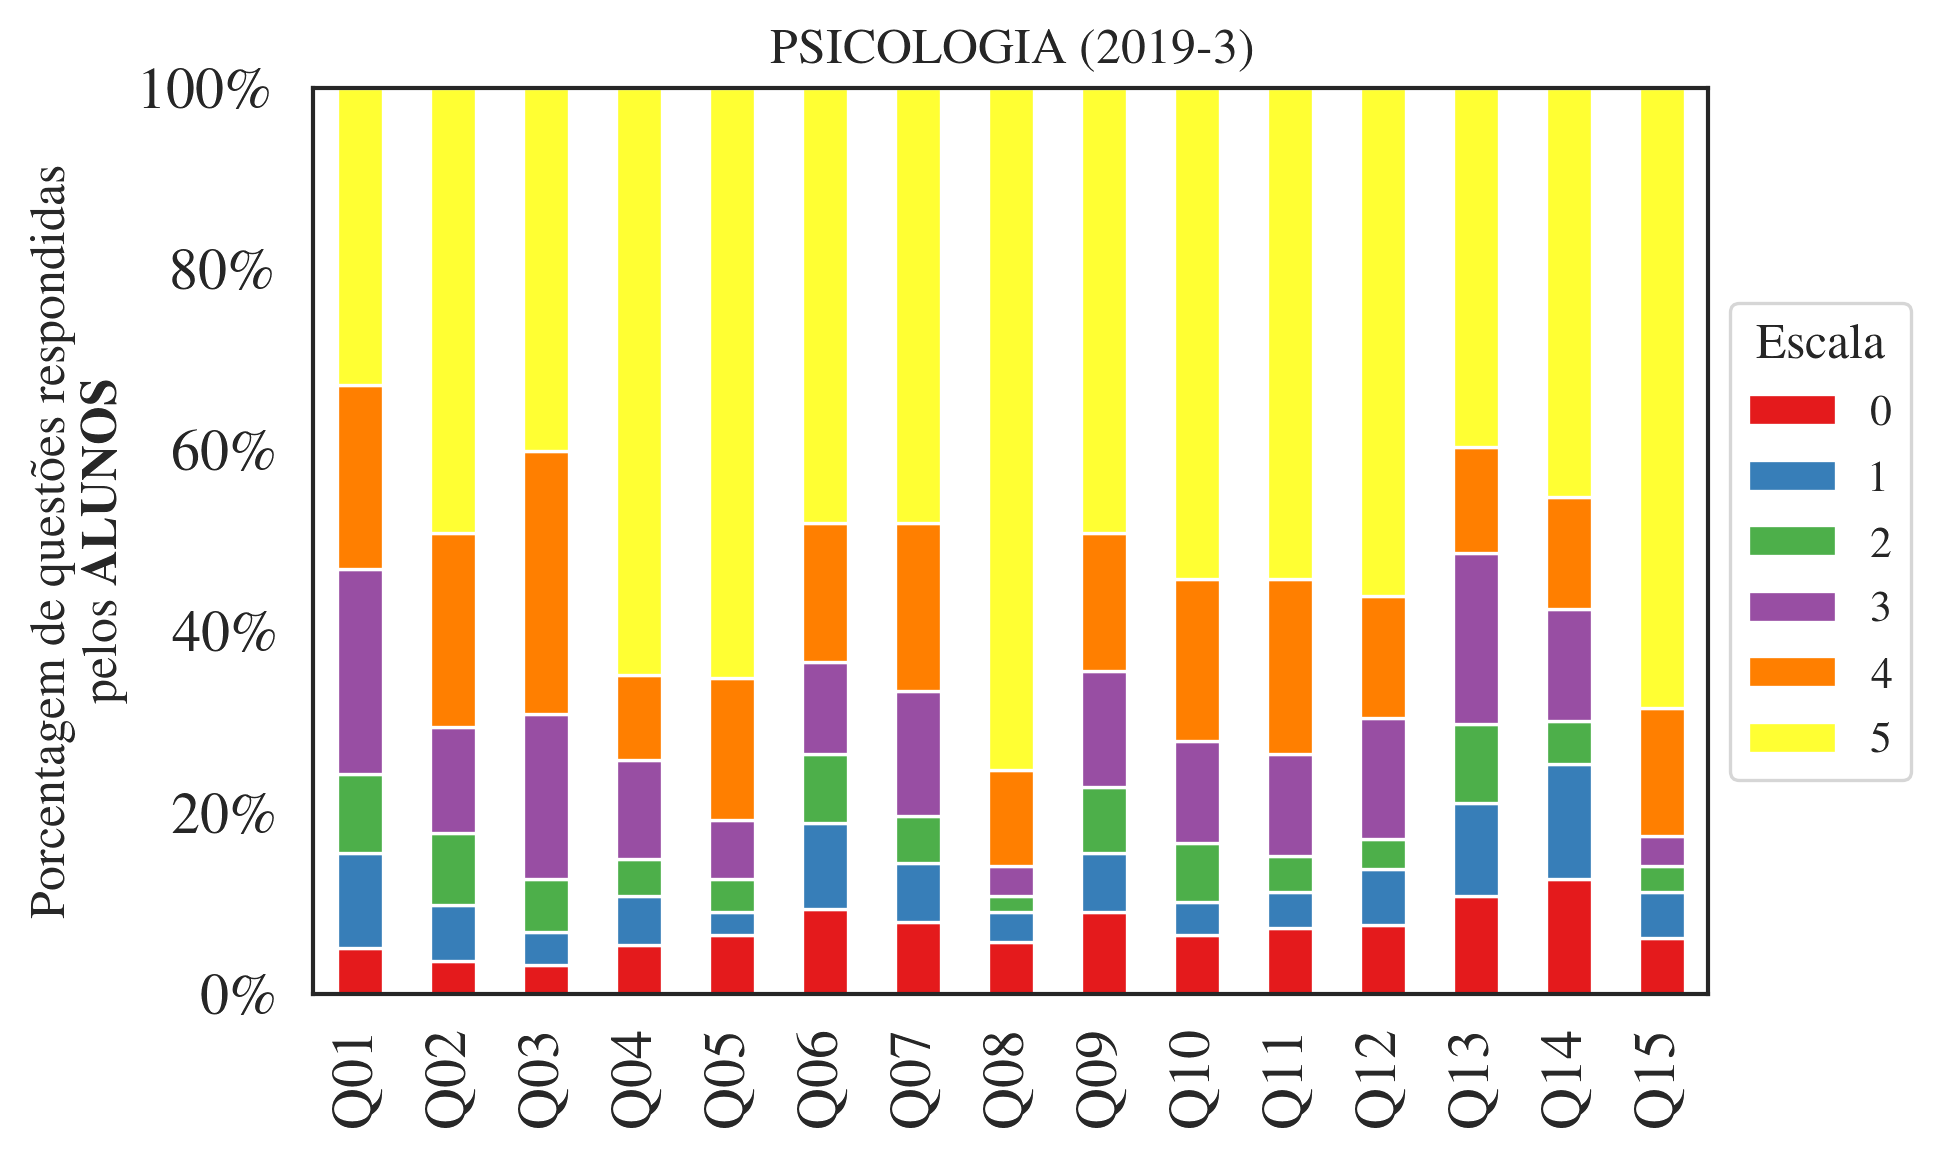 PSICOLOGIA (2019-3)
100%
80%
60%
40%
20%
0%
Porcentagem de questões respondidas
pelos ALUNOS
Q01
Q02
Q03
Q04
Q05
Q06
Q07
Q08
Q09
Q10
Q11
Q12
Q13
Q14
Q15
Escala
0
1
2
3
4
5